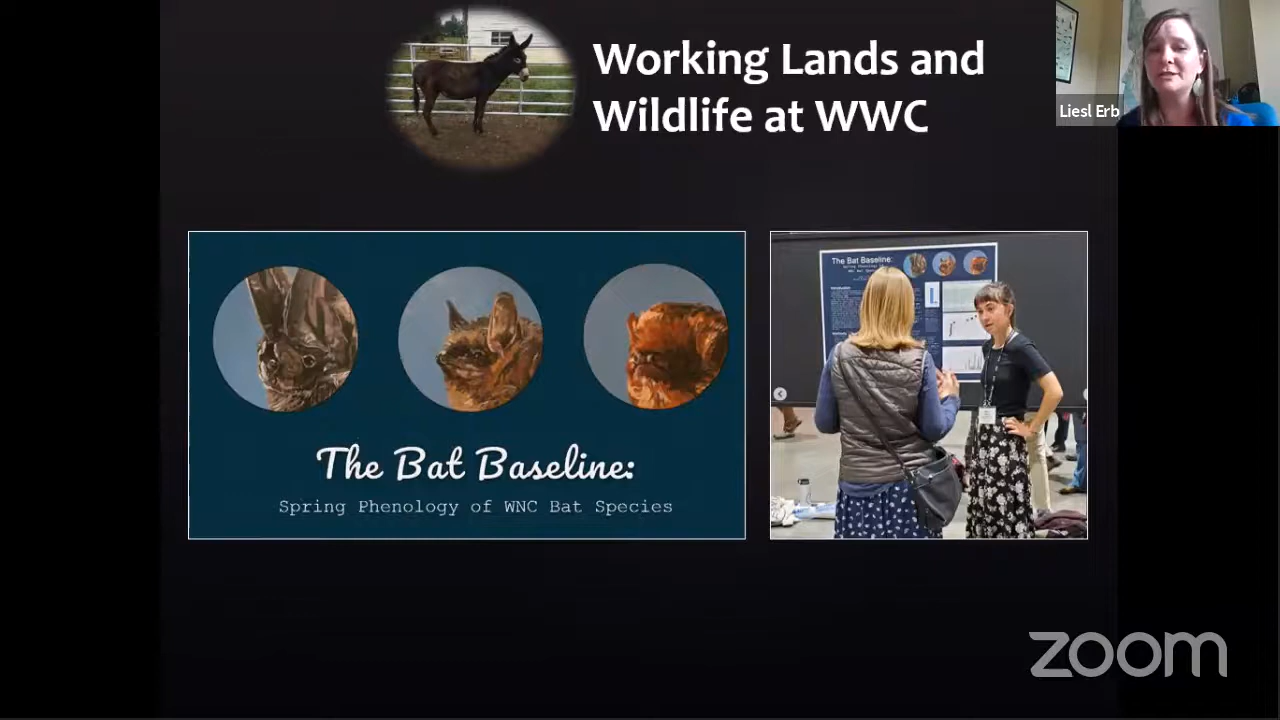 Working Lands and
Wildlife at WWC
Liesl Erb
The Bat Baseline:
The Bat Baseline:
Spring Phenology of WNC Bat Species
zoom